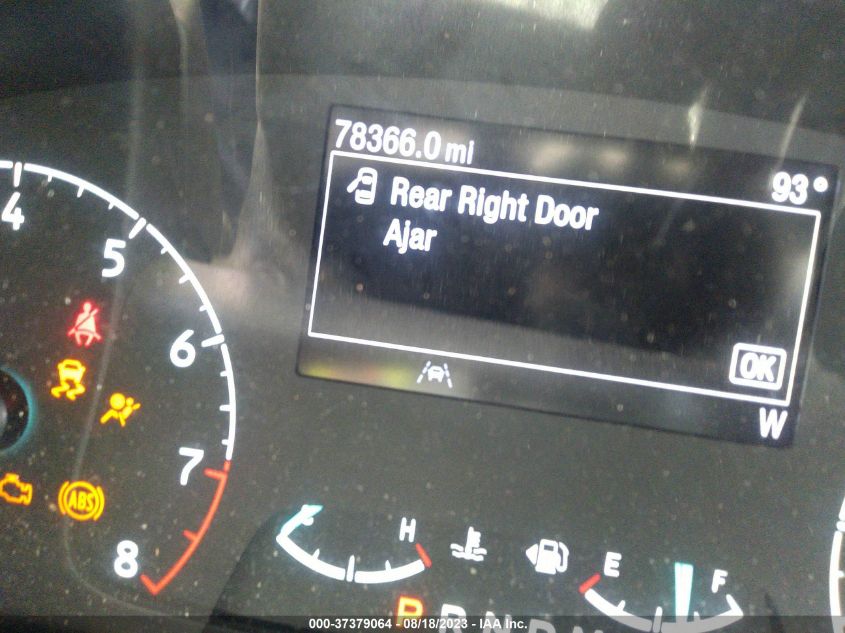 78366.0 mi
93°
Rear Right Door
Ajar
OK
W
4
5
6
7
8
ABS
H
E
F
P R N D
000-37379064 - 08/18/2023 - IAA Inc.